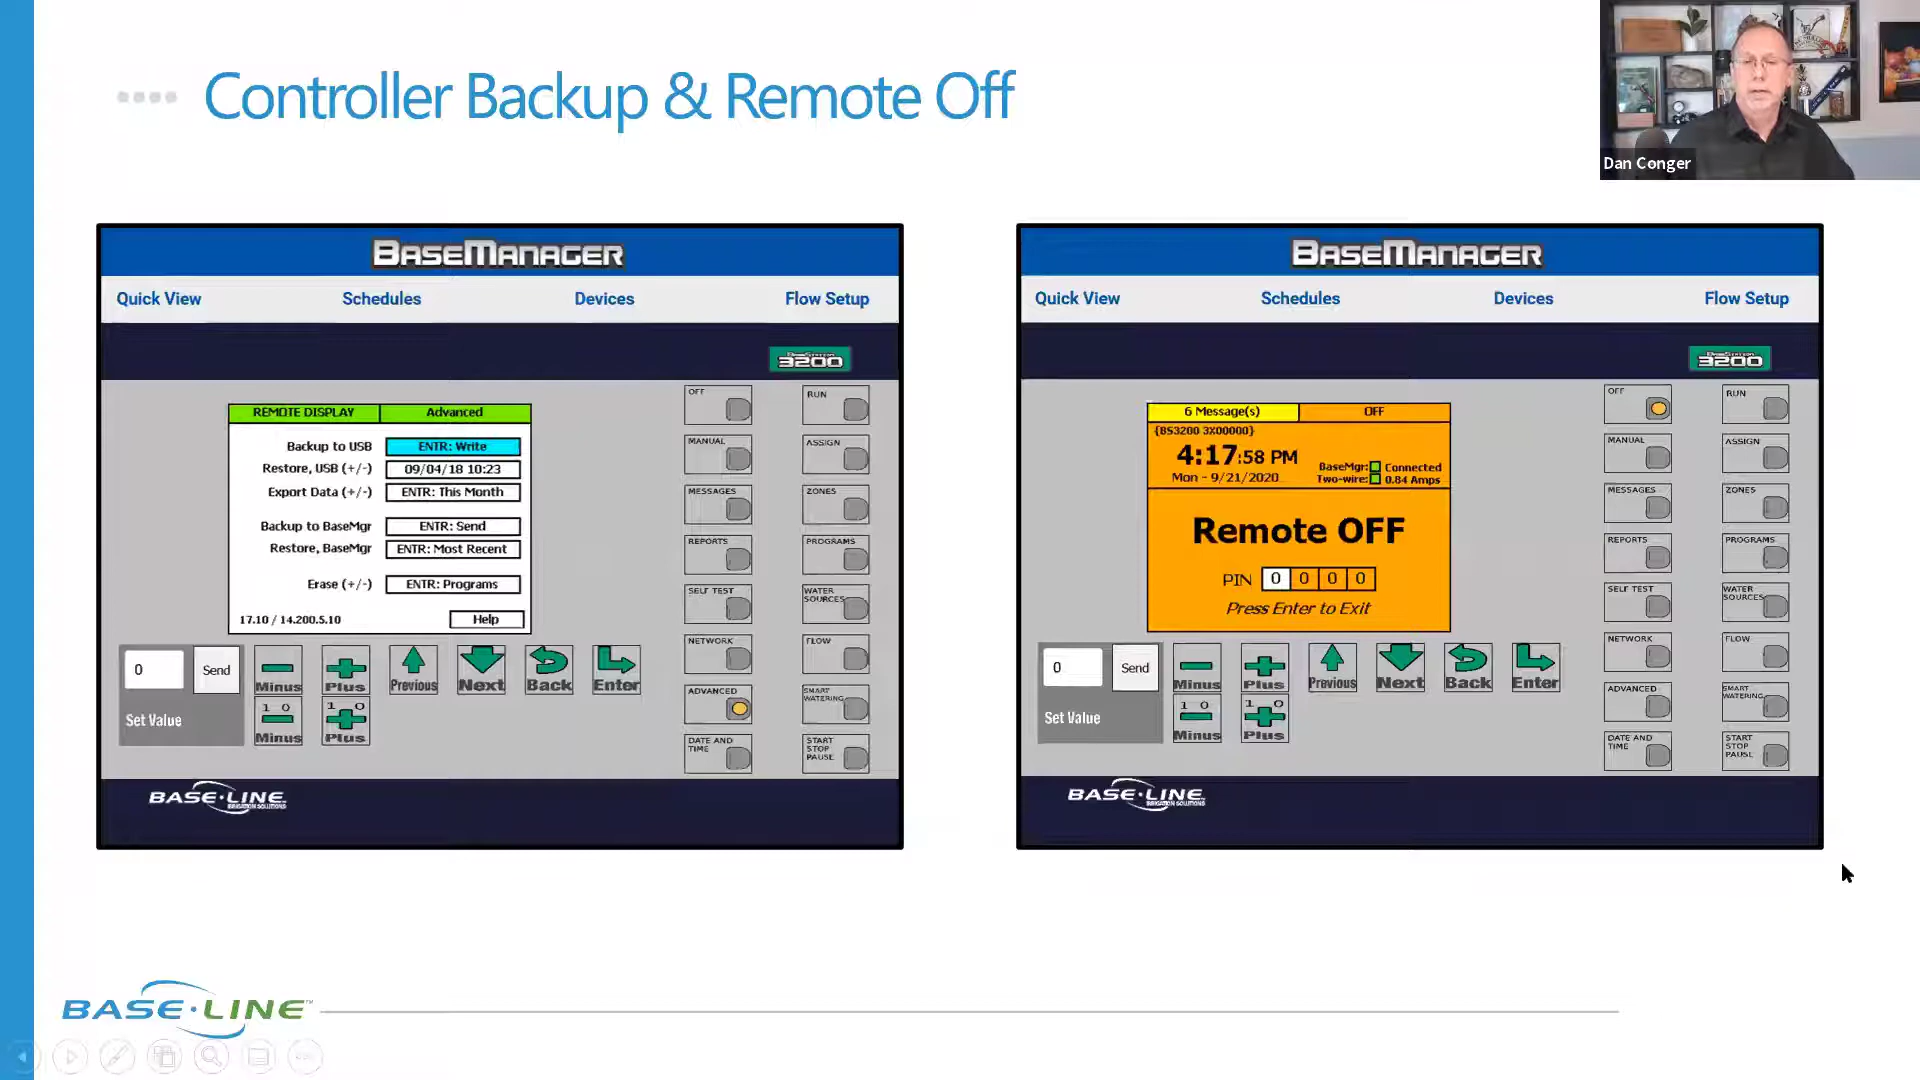 Controller Backup & Remote Off
Dan Conger
BASEMANAGER
Quick View Schedules Devices Flow Setup
BASESTATION
3200
REMOTE DISPLAY Advanced
Backup to USB ENTR: Write
Restore, USB (+/-) 09/04/18 10:23
Export Data (+/-) ENTR: This Month
Backup to BaseMgr ENTR: Send
Restore, BaseMgr ENTR: Most Recent
Erase (+/-) ENTR: Programs
17.10 / 14.200.5.10 Help
OFF RUN
MANUAL ASSIGN
MESSAGES ZONES
REPORTS PROGRAMS
SELF TEST WATER SOURCES
NETWORK FLOW
ADVANCED SMART WATERING
DATE AND TIME START STOP PAUSE
0 Send Minus Plus Previous Next Back Enter
Set Value 1 0 Minus 1 0 Plus
BASE·LINE
IRRIGATION SOLUTIONS
BASEMANAGER
Quick View Schedules Devices Flow Setup
BASESTATION
3200
6 Message(s) OFF
{BS3200 3X00000}
4:17:58 PM
Mon - 9/21/2020
BaseMgr: Connected
Two-wire: 0.84 Amps
Remote OFF
PIN 0 0 0 0
Press Enter to Exit
OFF RUN
MANUAL ASSIGN
MESSAGES ZONES
REPORTS PROGRAMS
SELF TEST WATER SOURCES
NETWORK FLOW
ADVANCED SMART WATERING
DATE AND TIME START STOP PAUSE
0 Send Minus Plus Previous Next Back Enter
Set Value 1 0 Minus 1 0 Plus
BASE·LINE
IRRIGATION SOLUTIONS
BASE·LINE™